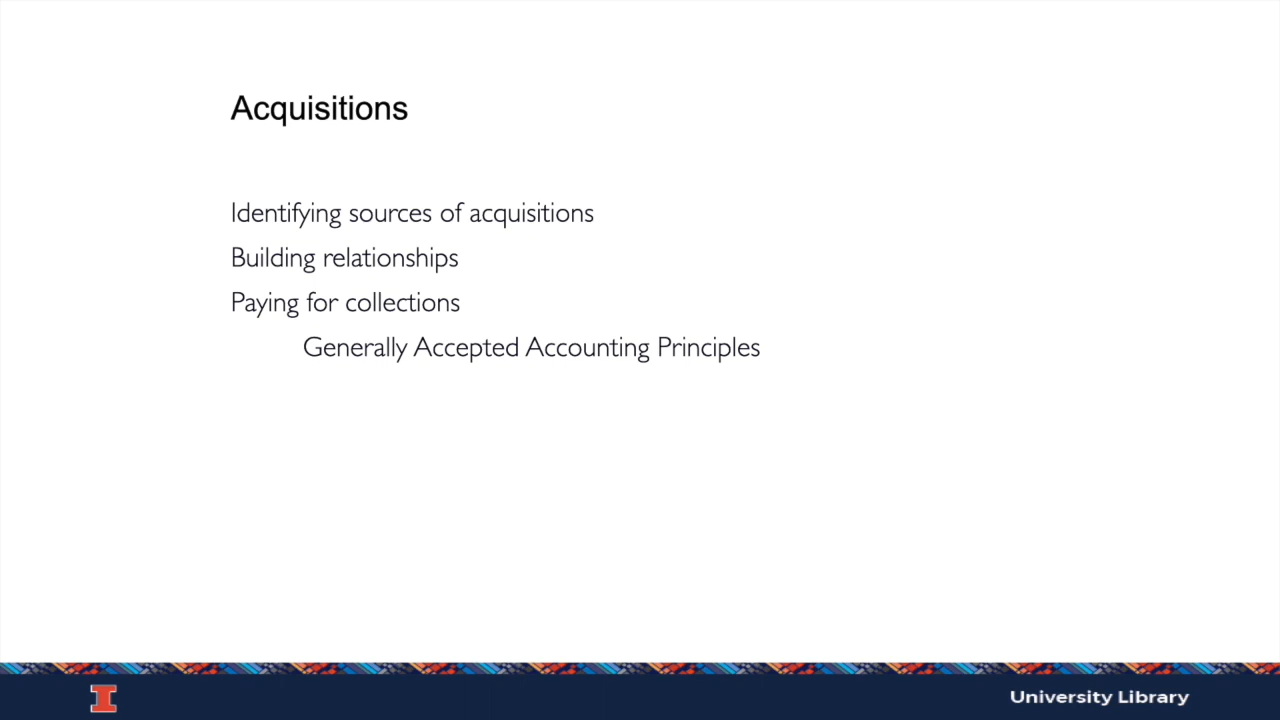 Acquisitions
Identifying sources of acquisitions
Building relationships
Paying for collections
Generally Accepted Accounting Principles
I
University Library